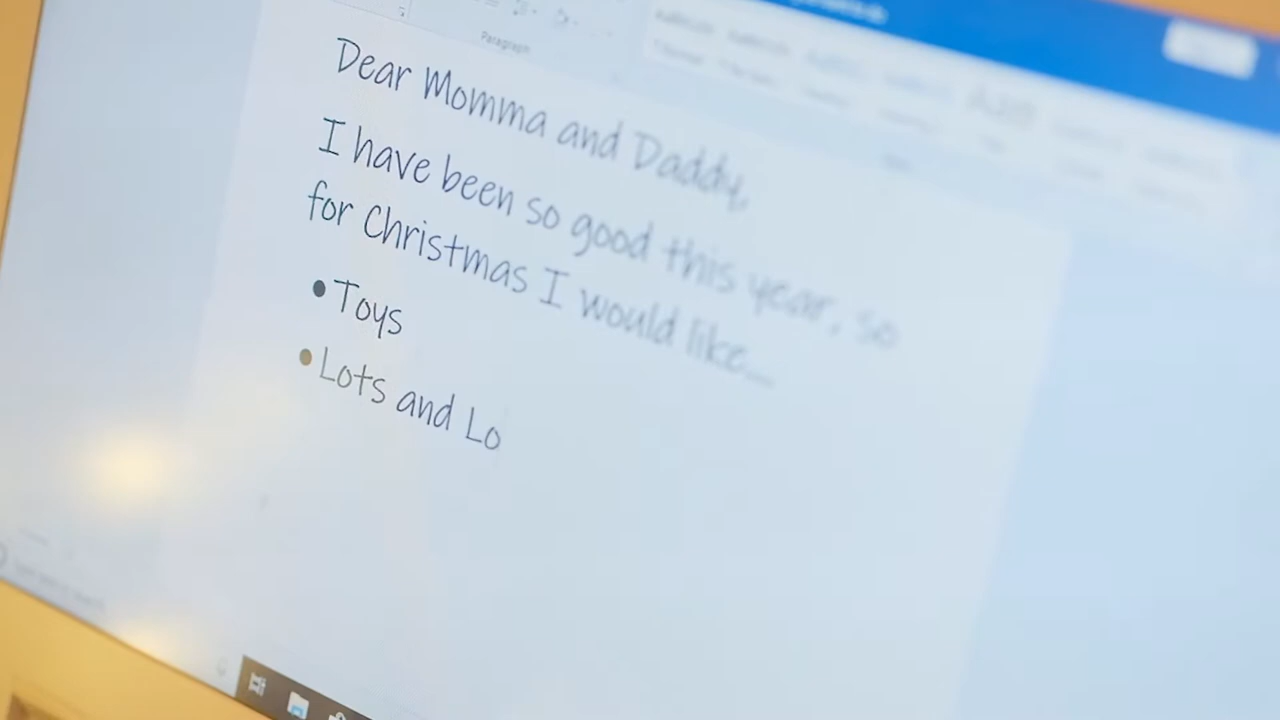 Paragraph
Dear Momma and Daddy,
I have been so good this year, so
for Christmas I would like...
• Toys
• Lots and Lo